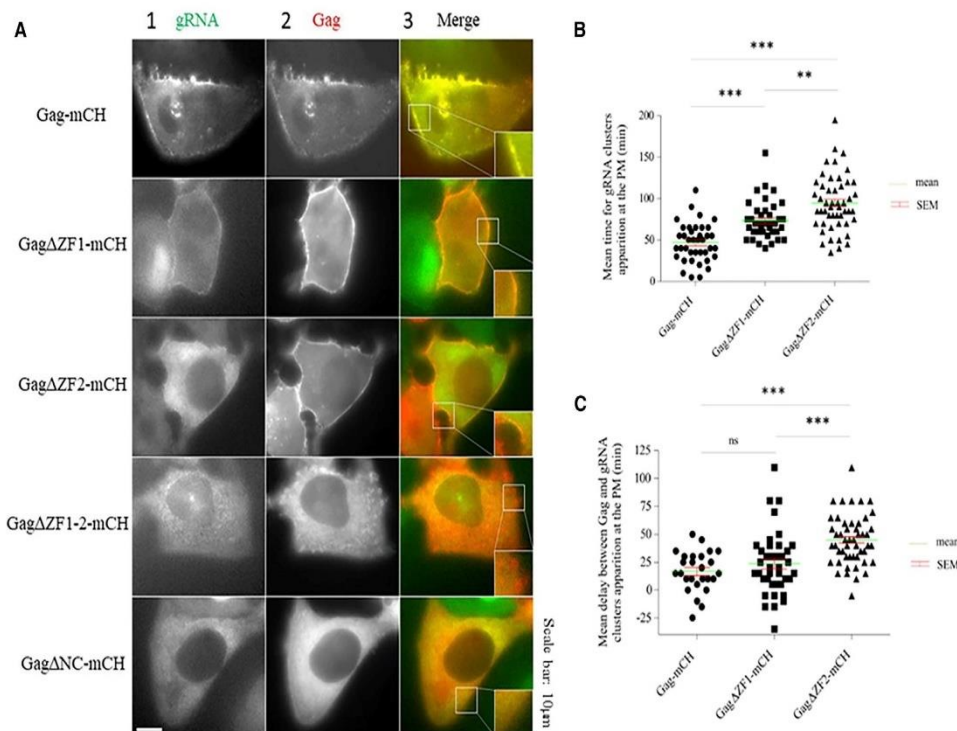 A
1 2 3
gRNA Gag Merge
Gag-mCH
GagΔZF1-mCH
GagΔZF2-mCH
GagΔZF1-2-mCH
GagΔNC-mCH
Scale bar: 10μm
B
***
**
***
Mean time for gRNA clusters
apparition at the PM (min)
200
150
100
50
0
mean
SEM
Gag-mCH
GagΔZF1-mCH
GagΔZF2-mCH
C
***
***
ns
Mean delay between Gag and gRNA
clusters apparition at the PM (min)
125
100
75
50
25
0
-25
mean
SEM
Gag-mCH
GagΔZF1-mCH
GagΔZF2-mCH